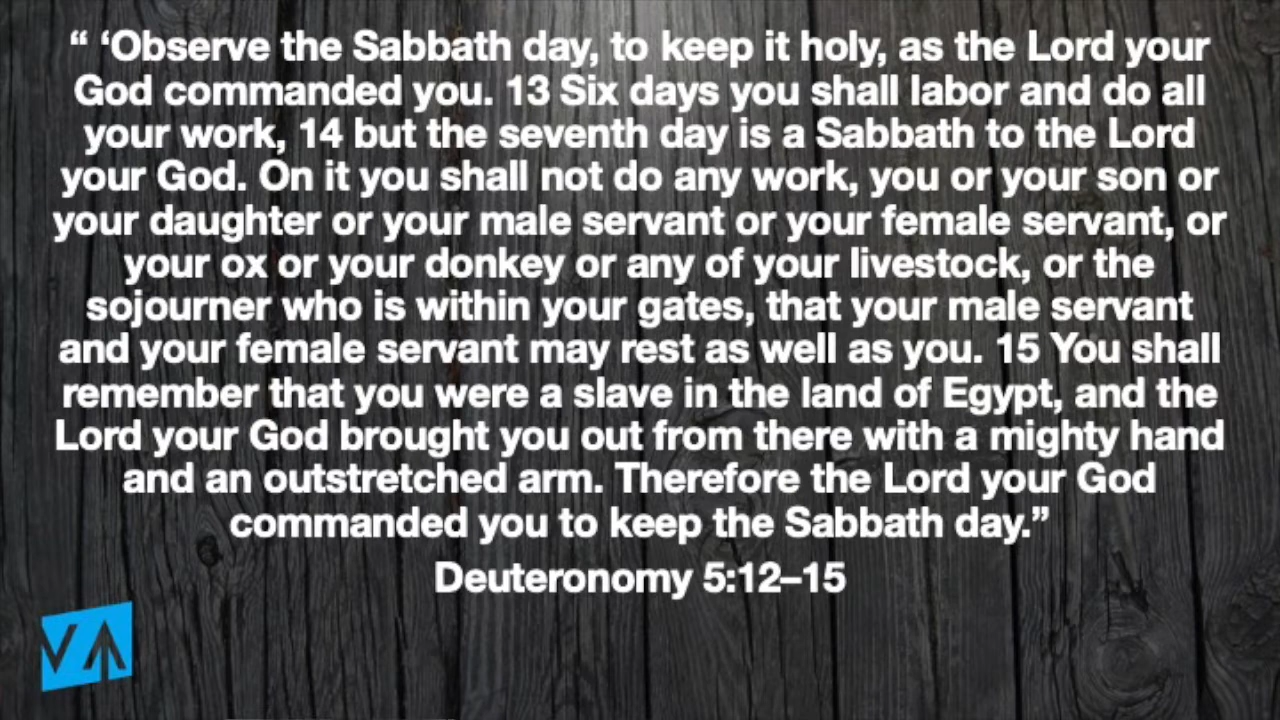 “ ‘Observe the Sabbath day, to keep it holy, as the Lord your
God commanded you. 13 Six days you shall labor and do all
your work, 14 but the seventh day is a Sabbath to the Lord
your God. On it you shall not do any work, you or your son or
your daughter or your male servant or your female servant, or
your ox or your donkey or any of your livestock, or the
sojourner who is within your gates, that your male servant
and your female servant may rest as well as you. 15 You shall
remember that you were a slave in the land of Egypt, and the
Lord your God brought you out from there with a mighty hand
and an outstretched arm. Therefore the Lord your God
commanded you to keep the Sabbath day.”
Deuteronomy 5:12–15